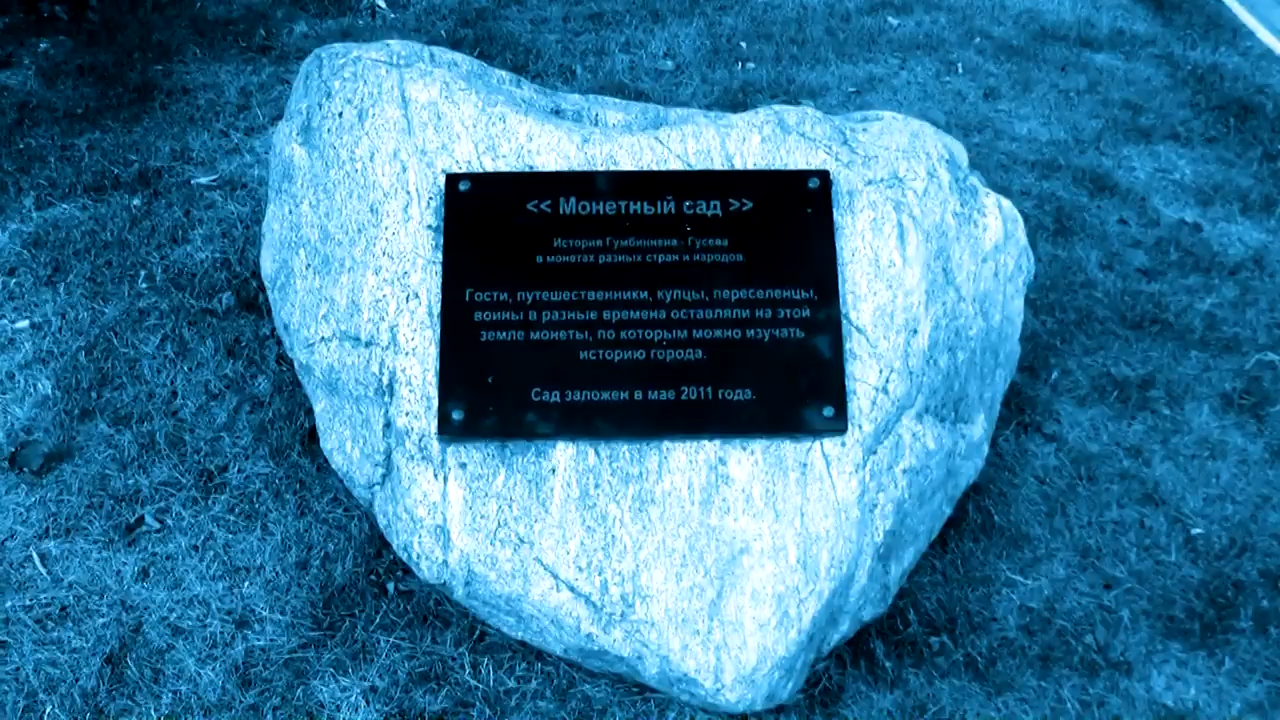 << Монетный сад >>
История Гумбиннена - Гусева
в монетах разных стран и народов.
Гости, путешественники, купцы, переселенцы,
воины в разные времена оставляли на этой
земле монеты, по которым можно изучать
историю города.
Сад заложен в мае 2011 года.